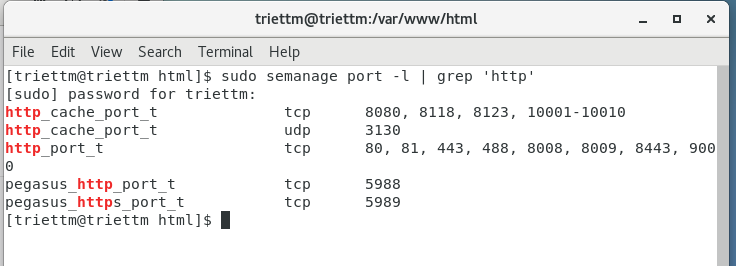 triettm@triettm:/var/www/html
File Edit View Search Terminal Help
[triettm@triettm html]$ sudo semanage port -l | grep 'http'
[sudo] password for triettm:
http_cache_port_t              tcp      8080, 8118, 8123, 10001-10010
http_cache_port_t              udp      3130
http_port_t                    tcp      80, 81, 443, 488, 8008, 8009, 8443, 900
0
pegasus_http_port_t            tcp      5988
pegasus_https_port_t           tcp      5989
[triettm@triettm html]$